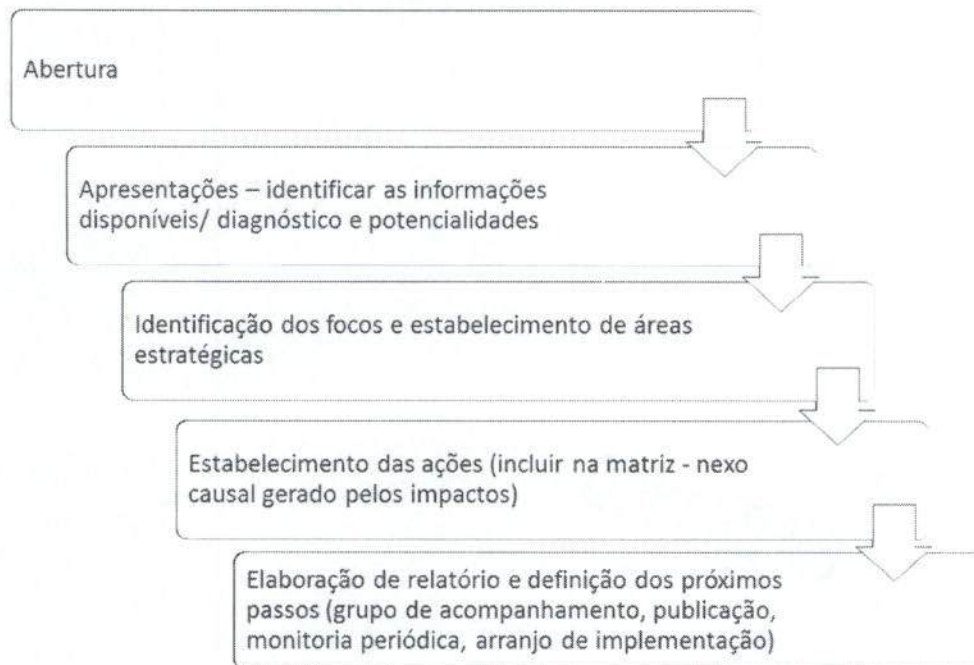 Abertura
Apresentações – identificar as informações
disponíveis/ diagnóstico e potencialidades
Identificação dos focos e estabelecimento de áreas
estratégicas
Estabelecimento das ações (incluir na matriz - nexo
causal gerado pelos impactos)
Elaboração de relatório e definição dos próximos
passos (grupo de acompanhamento, publicação,
monitoria periódica, arranjo de implementação)